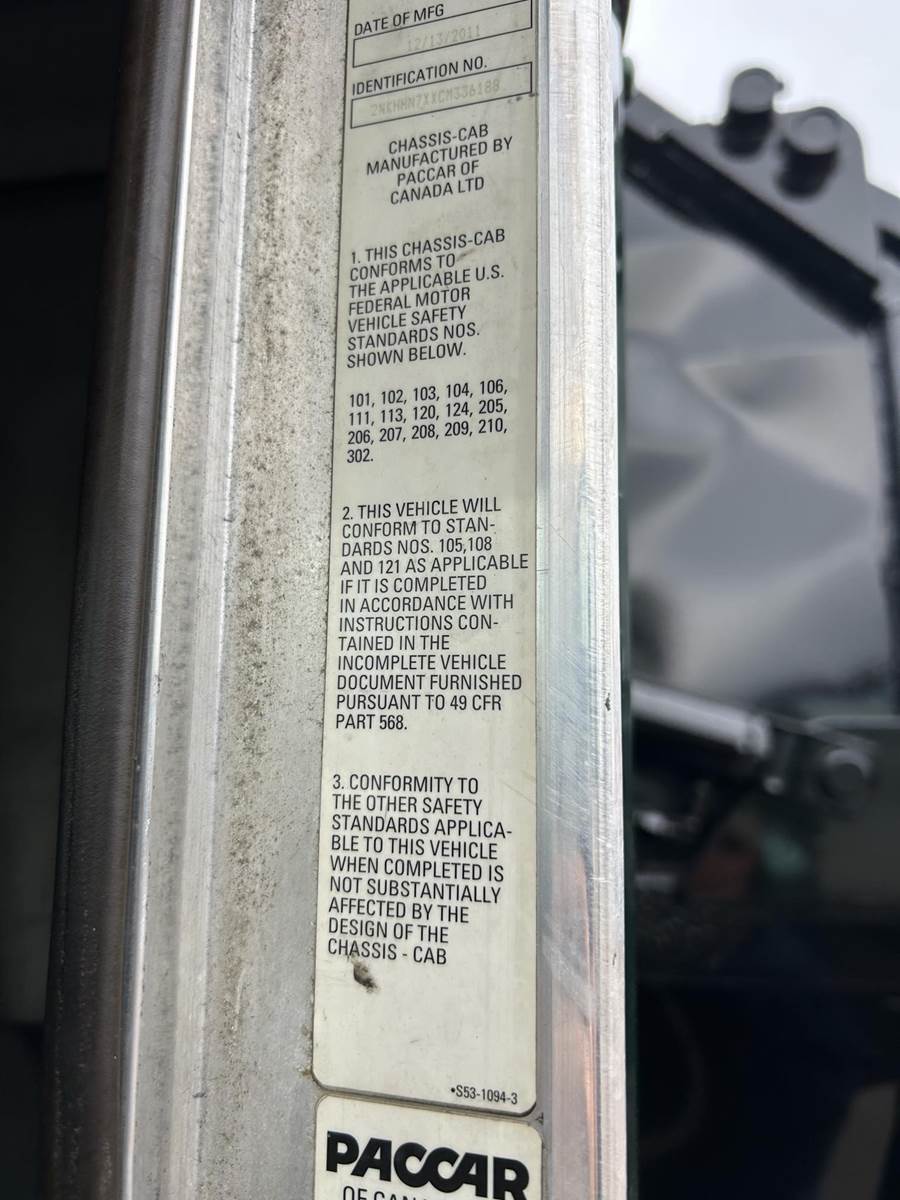 DATE OF MFG
12/13/2011
IDENTIFICATION NO.
CHASSIS-CAB
MANUFACTURED BY
PACCAR OF
CANADA LTD
1. THIS CHASSIS-CAB
CONFORMS TO
THE APPLICABLE U.S.
FEDERAL MOTOR
VEHICLE SAFETY
STANDARDS NOS.
SHOWN BELOW.
101, 102, 103, 104, 106,
111, 113, 120, 124, 205,
206, 207, 208, 209, 210,
302.
2. THIS VEHICLE WILL
CONFORM TO STAN-
DARDS NOS. 105,108
AND 121 AS APPLICABLE
IF IT IS COMPLETED
IN ACCORDANCE WITH
INSTRUCTIONS CON-
TAINED IN THE
INCOMPLETE VEHICLE
DOCUMENT FURNISHED
PURSUANT TO 49 CFR
PART 568.
3. CONFORMITY TO
THE OTHER SAFETY
STANDARDS APPLICA-
BLE TO THIS VEHICLE
WHEN COMPLETED IS
NOT SUBSTANTIALLY
AFFECTED BY THE
DESIGN OF THE
CHASSIS - CAB
•S53-1094-3
PACCAR